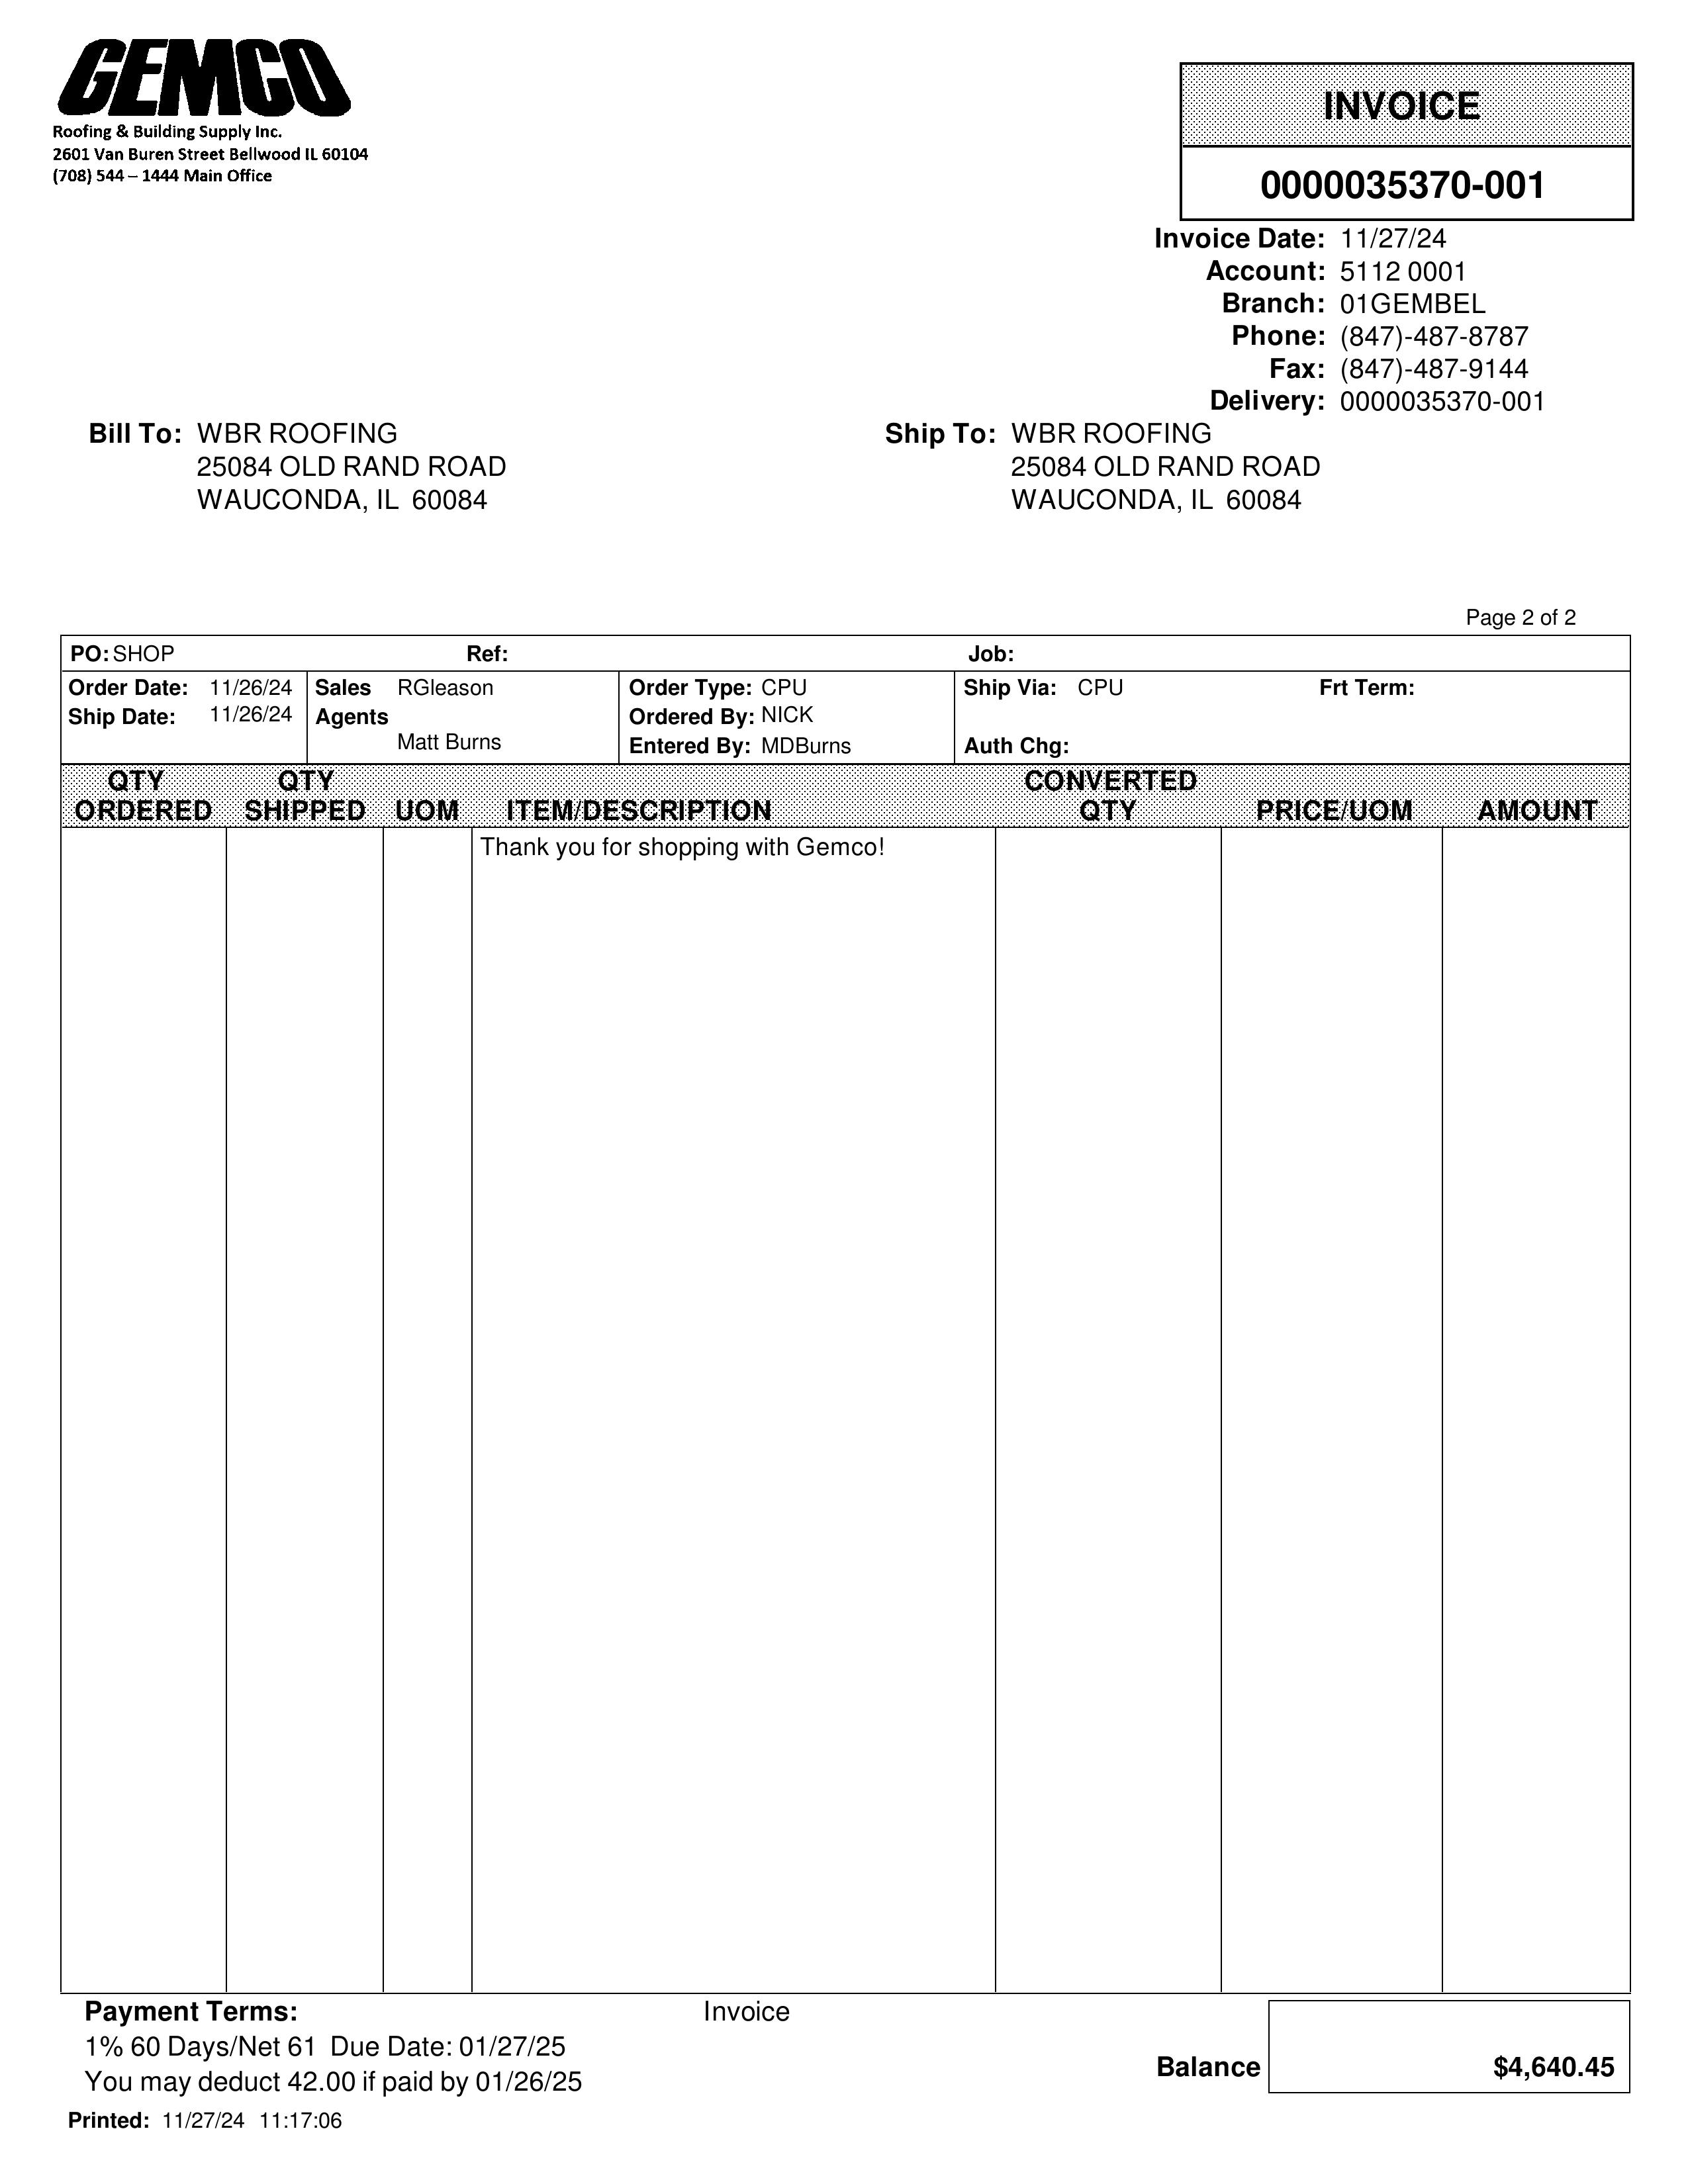 GEMCO
Roofing & Building Supply Inc.
2601 Van Buren Street Bellwood IL 60104
(708) 544 – 1444 Main Office
INVOICE
0000035370-001
Invoice Date: 11/27/24
Account: 5112 0001
Branch: 01GEMBEL
Phone: (847)-487-8787
Fax: (847)-487-9144
Delivery: 0000035370-001
Bill To: WBR ROOFING
25084 OLD RAND ROAD
WAUCONDA, IL 60084
Ship To: WBR ROOFING
25084 OLD RAND ROAD
WAUCONDA, IL 60084
Page 2 of 2
PO: SHOP Ref: Job:
Order Date: 11/26/24
Ship Date: 11/26/24
Sales RGleason
Agents
Matt Burns
Order Type: CPU
Ordered By: NICK
Entered By: MDBurns
Ship Via: CPU Frt Term:
Auth Chg:
QTY ORDERED
QTY SHIPPED
UOM
ITEM/DESCRIPTION
CONVERTED QTY
PRICE/UOM
AMOUNT
Thank you for shopping with Gemco!
Payment Terms: Invoice
1% 60 Days/Net 61 Due Date: 01/27/25
You may deduct 42.00 if paid by 01/26/25
Balance $4,640.45
Printed: 11/27/24 11:17:06